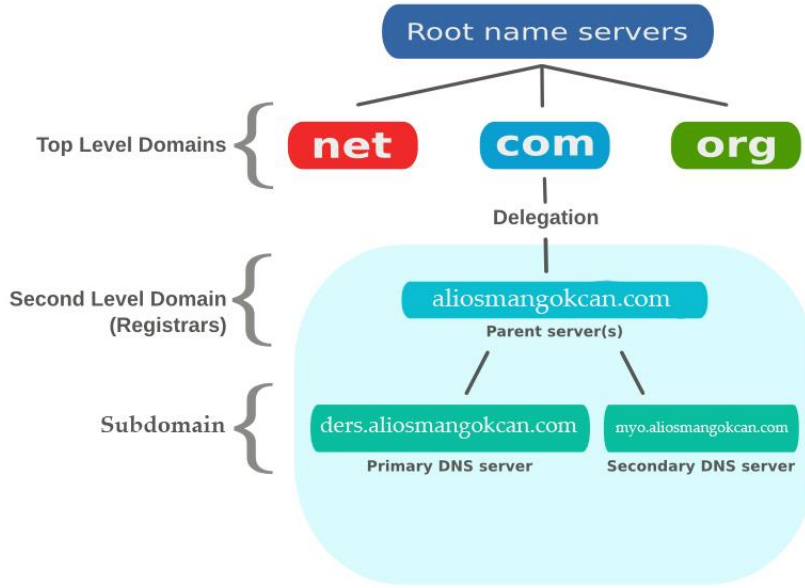 Root name servers
Top Level Domains
net
com
org
Delegation
Second Level Domain
(Registrars)
aliosmangokcan.com
Parent server(s)
Subdomain
ders.aliosmangokcan.com
myo.aliosmangokcan.com
Primary DNS server
Secondary DNS server